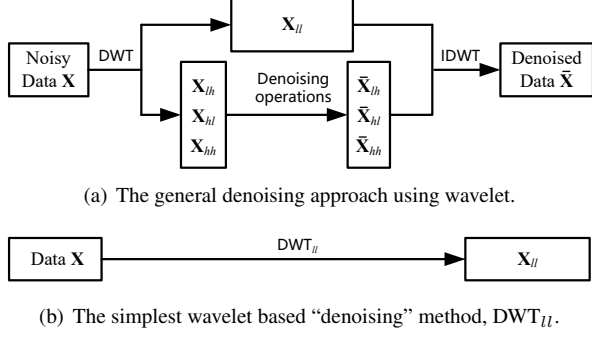 Noisy
Data X
DWT
X_ll
X_lh
X_hl
X_hh
Denoising
operations
X̄_lh
X̄_hl
X̄_hh
IDWT
Denoised
Data X̄
(a) The general denoising approach using wavelet.
Data X
DWT_ll
X_ll
(b) The simplest wavelet based “denoising” method, DWT_ll.